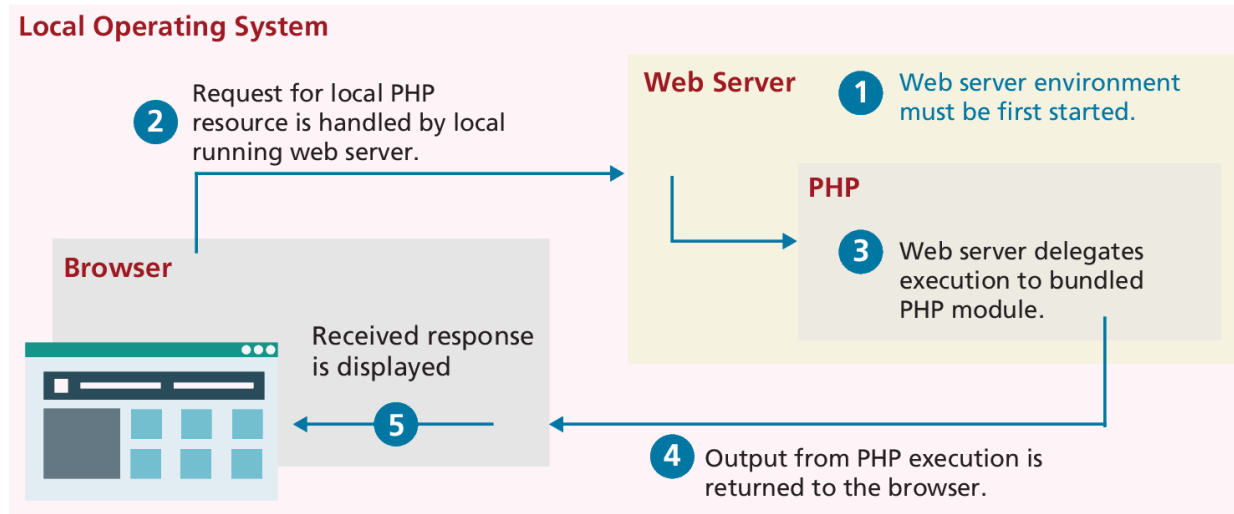 Local Operating System
Web Server
1
Web server environment
must be first started.
2
Request for local PHP
resource is handled by local
running web server.
PHP
3
Web server delegates
execution to bundled
PHP module.
Browser
Received response
is displayed
5
4
Output from PHP execution is
returned to the browser.